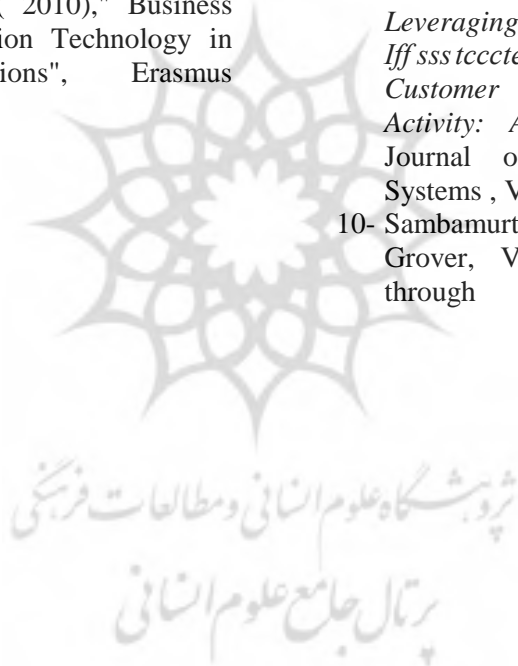 ( 2010)," Business
ion Technology in
ions", Erasmus
Leveraging
Iff sss tccct
Customer
Activity: A
Journal o
Systems , V
10- Sambamurt
Grover, V
through
پژوهشگاه علوم انسانی و مطالعات فرهنگی
پرتال جامع علوم انسانی